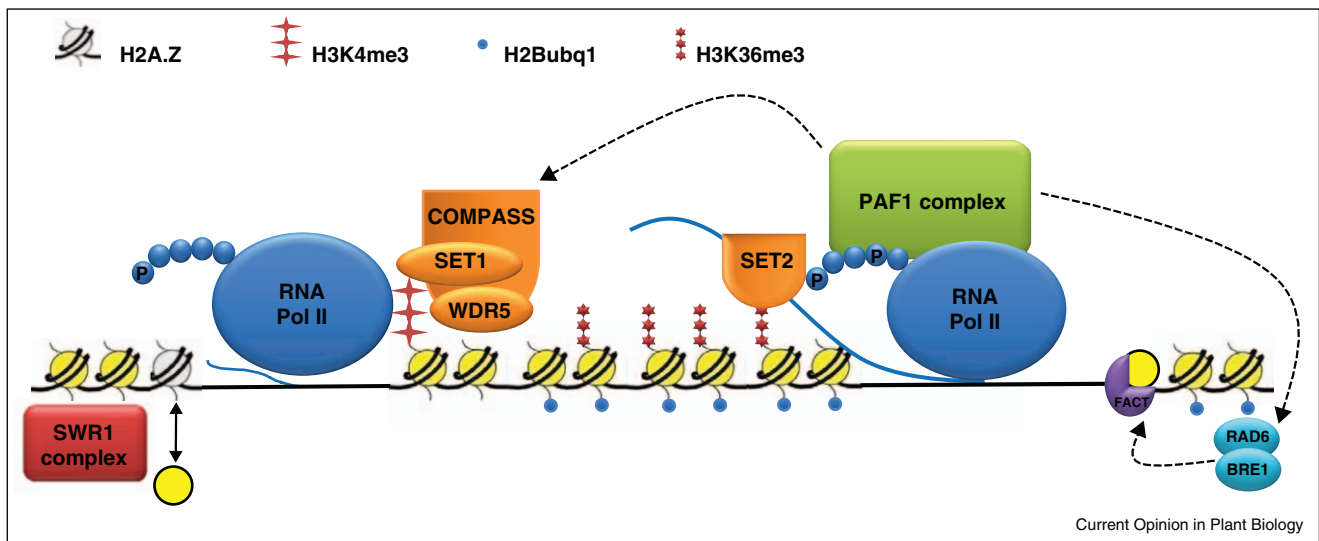 H2A.Z
H3K4me3
H2Bubq1
H3K36me3
PAF1 complex
COMPASS
SET1
WDR5
SET2
P
RNA
Pol II
P
P
RNA
Pol II
FACT
SWR1
complex
RAD6
BRE1
Current Opinion in Plant Biology